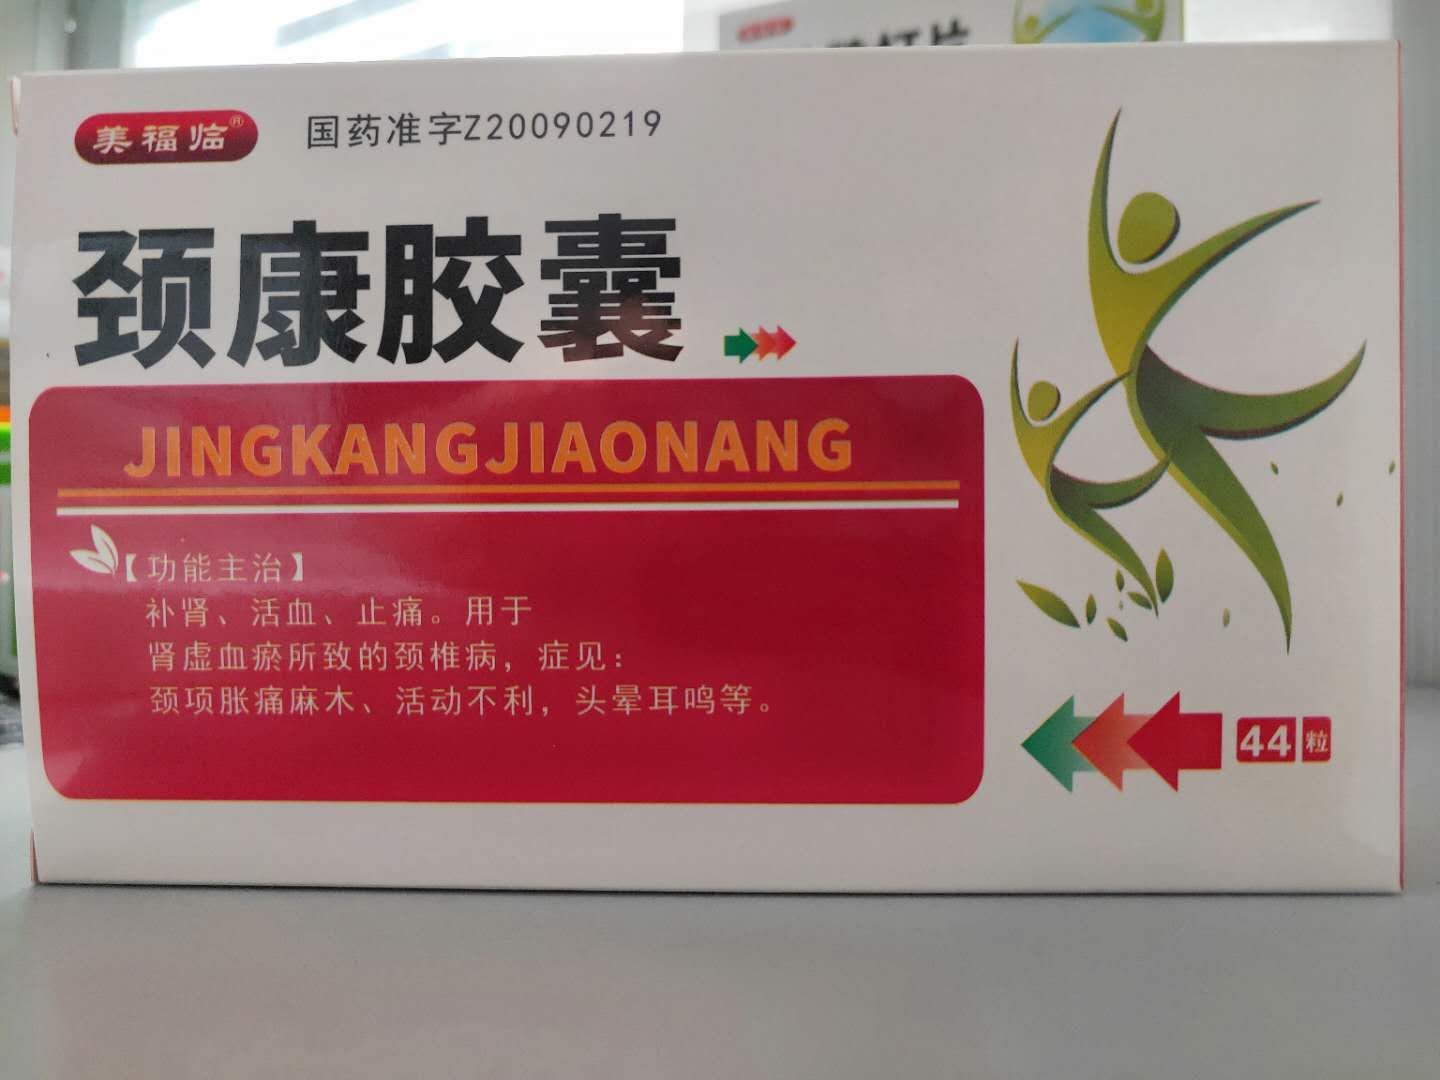 美福临®
国药准字Z20090219
颈康胶囊
JINGKANGJIAONANG
【功能主治】
补肾、活血、止痛。用于
肾虚血瘀所致的颈椎病，症见：
颈项胀痛麻木、活动不利，头晕耳鸣等。
44粒